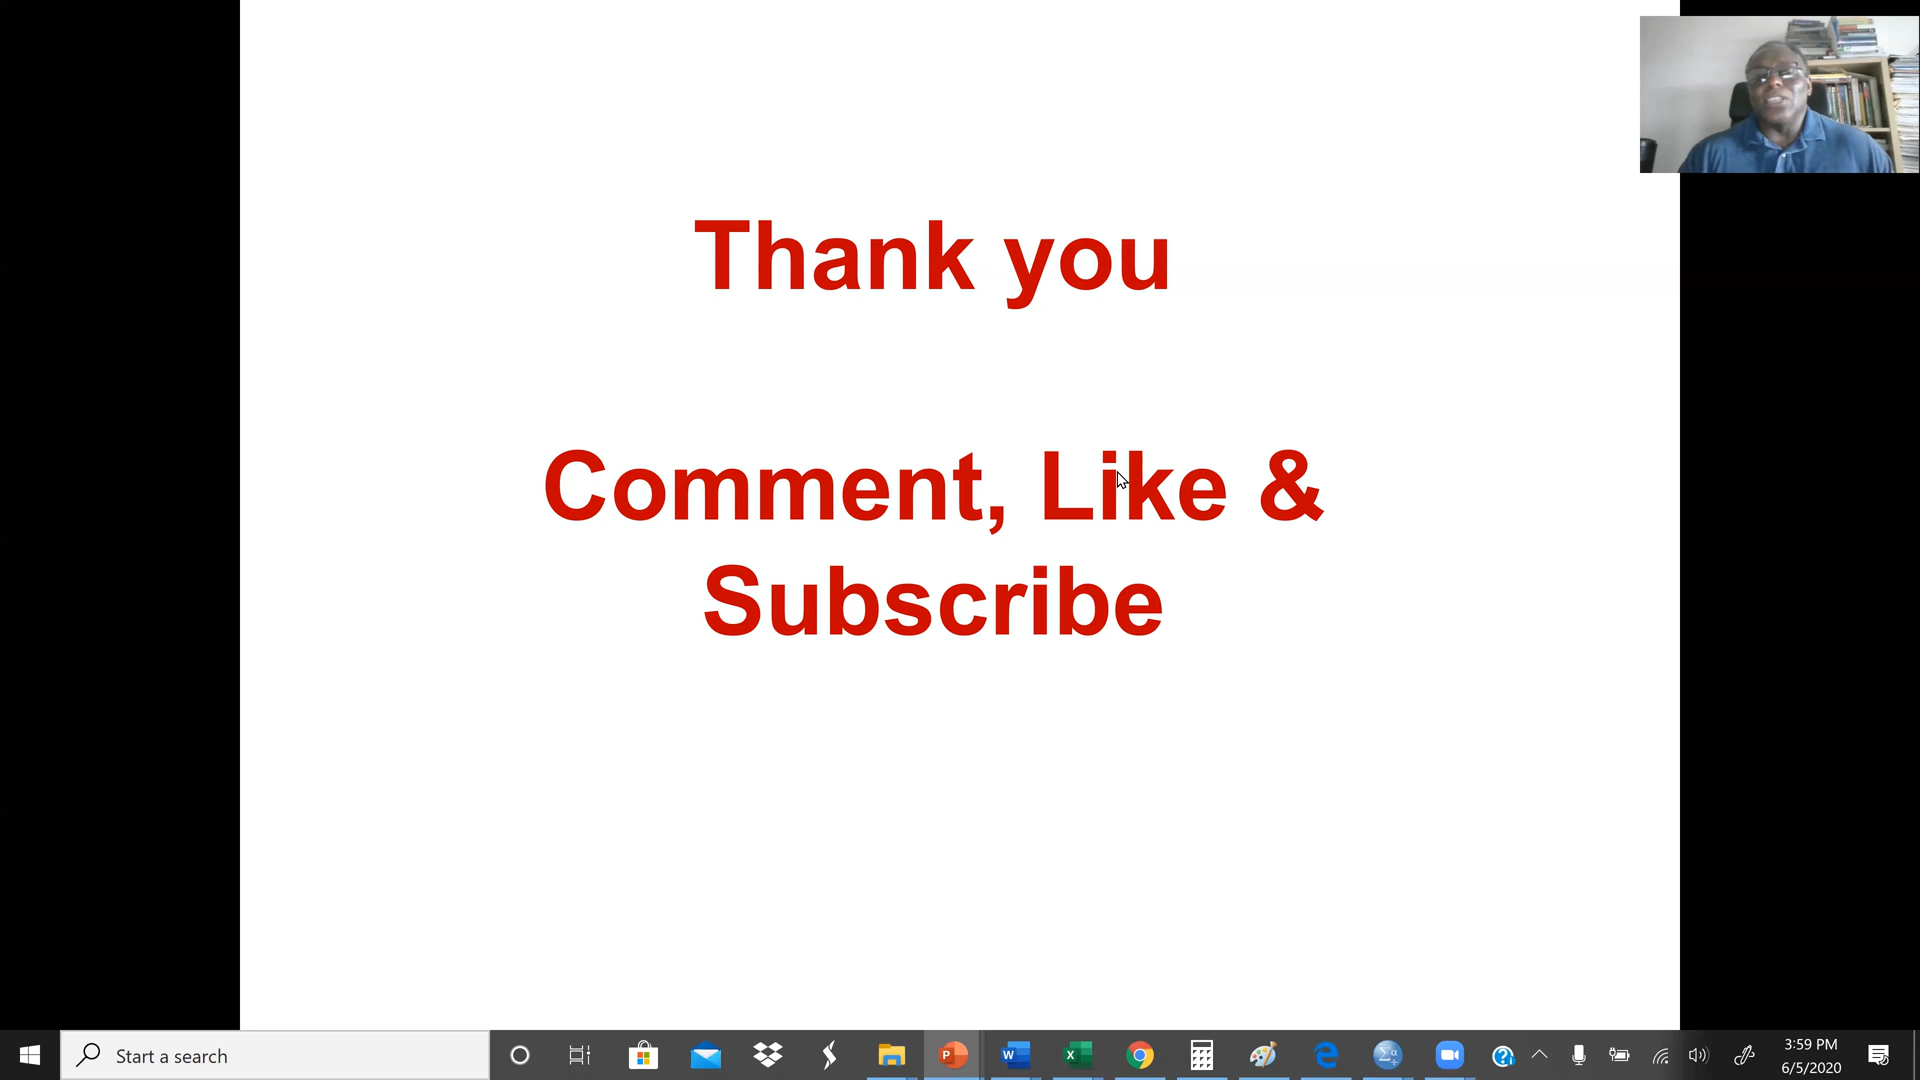 Thank you
Comment, Like &
Subscribe
Start a search
3:59 PM
6/5/2020